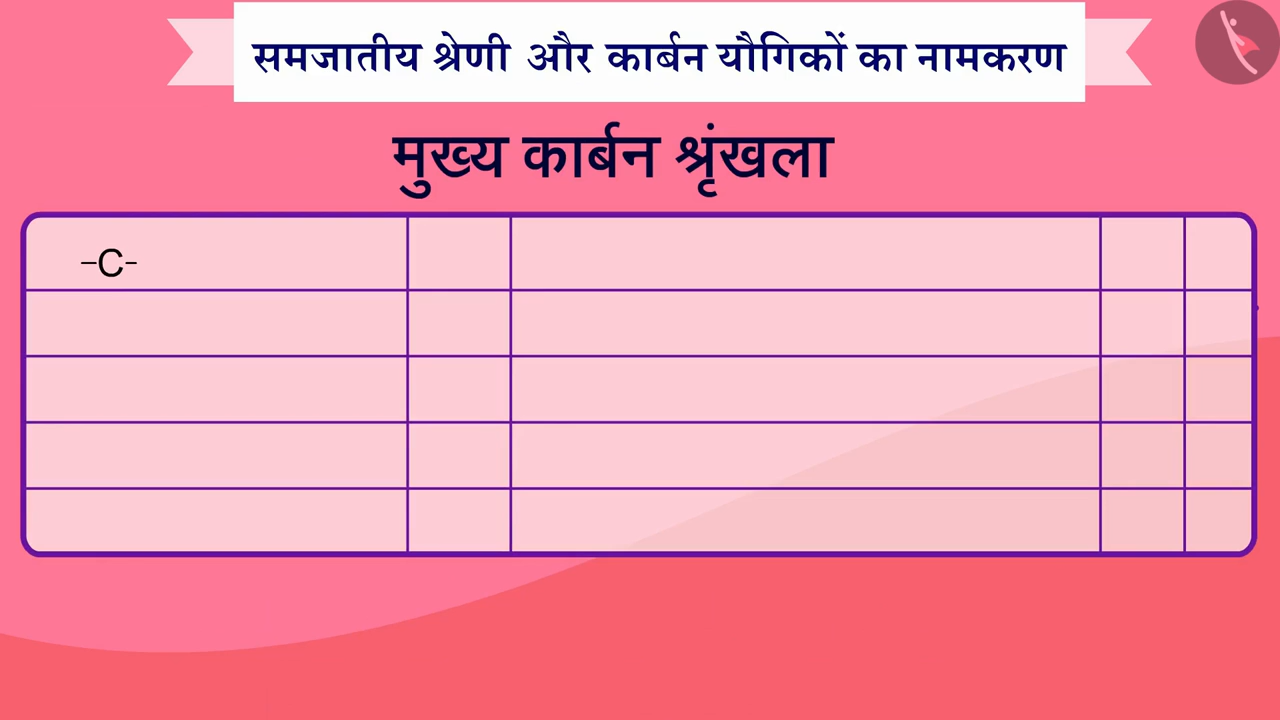 समजातीय श्रेणी और कार्बन यौगिकों का नामकरण
मुख्य कार्बन श्रृंखला
–C-